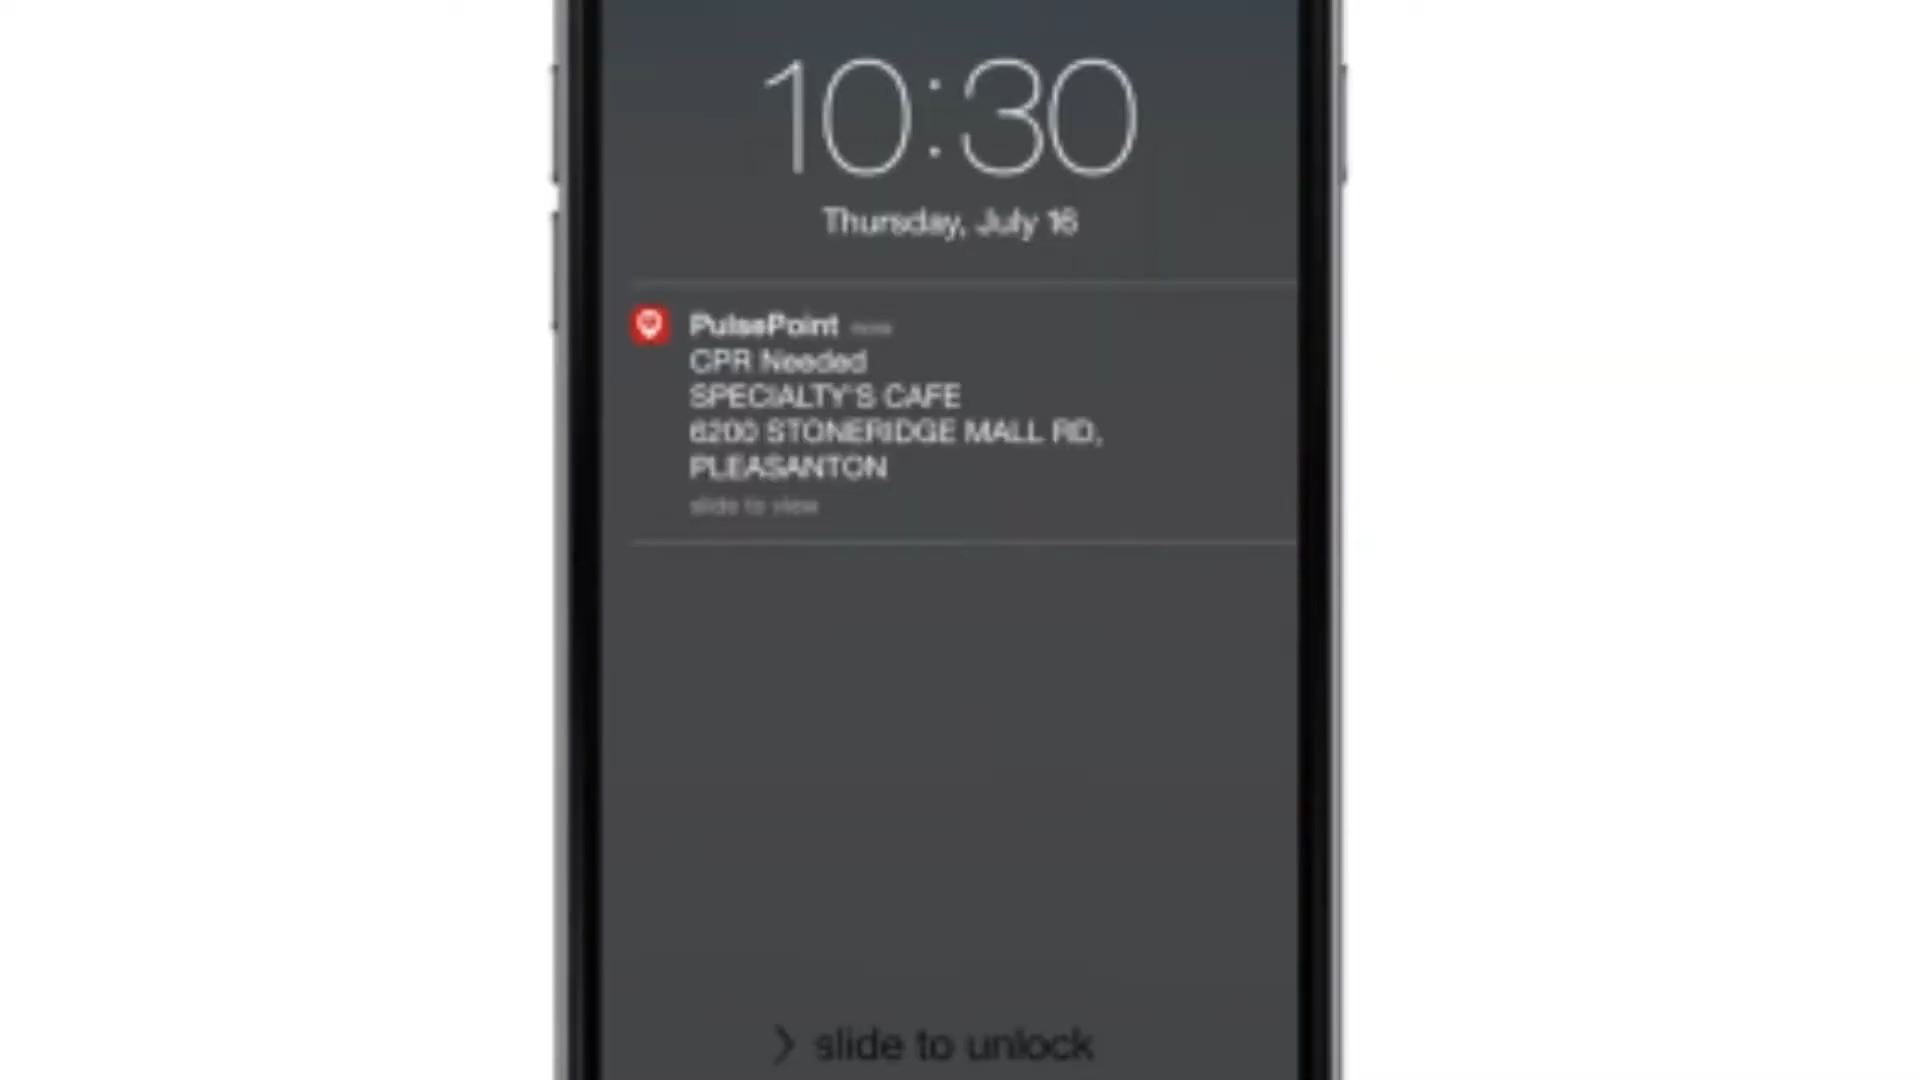 10:30
Thursday, July 16
PulsePoint now
CPR Needed
SPECIALTY'S CAFE
6200 STONERIDGE MALL RD,
PLEASANTON
slide to view
> slide to unlock